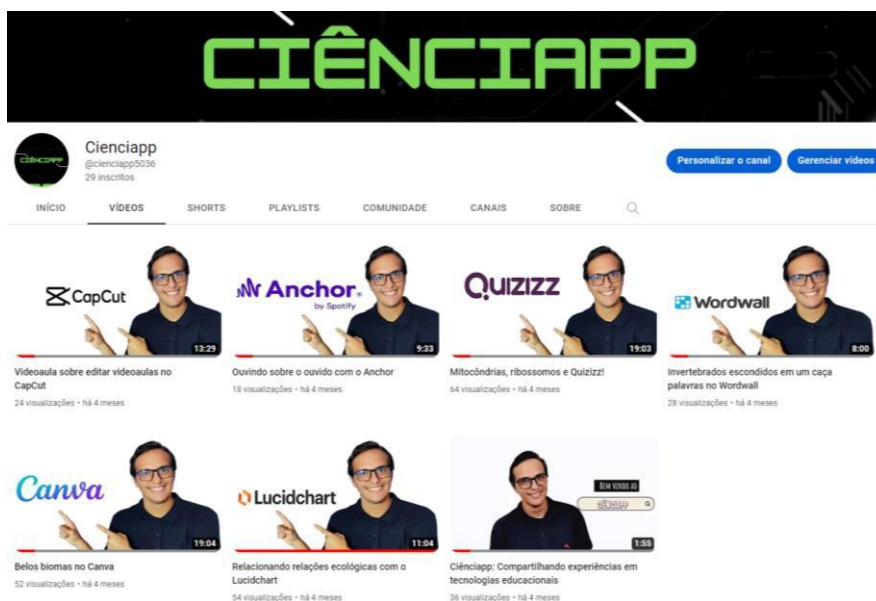 CIÊNCIAPP
CIÊNCIAPP
Cienciapp
@cienciapp5036
29 inscritos
Personalizar o canal
Gerenciar vídeos
INÍCIO VÍDEOS SHORTS PLAYLISTS COMUNIDADE CANAIS SOBRE
CapCut
13:29
Anchor
by Spotify
9:33
Quizizz
19:03
Wordwall
8:00
Videoaula sobre editar videoaulas no
CapCut
24 visualizações • há 4 meses
Ouvindo sobre o ouvido com o Anchor
18 visualizações • há 4 meses
Mitocôndrias, ribossomos e Quizizz!
64 visualizações • há 4 meses
Invertebrados escondidos em um caça
palavras no Wordwall
28 visualizações • há 4 meses
Canva
19:04
Lucidchart
11:04
BEM VINDO AO
CIÊNCIAPP
1:55
Belos biomas no Canva
52 visualizações • há 4 meses
Relacionando relações ecológicas com o
Lucidchart
54 visualizações • há 4 meses
Ciênciapp: Compartilhando experiências em
tecnologias educacionais
36 visualizações • há 4 meses